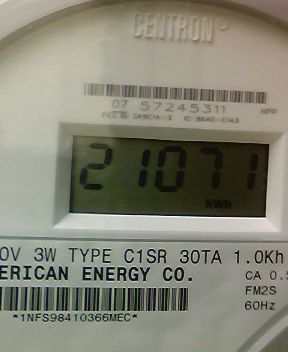 CENTRON
07 57245311
HPP
21071
kWh
0V 3W TYPE C1SR 30TA 1.0Kh
ERICAN ENERGY CO.
CA 0.5
FM2S
60Hz
*1NFS98410366MEC*